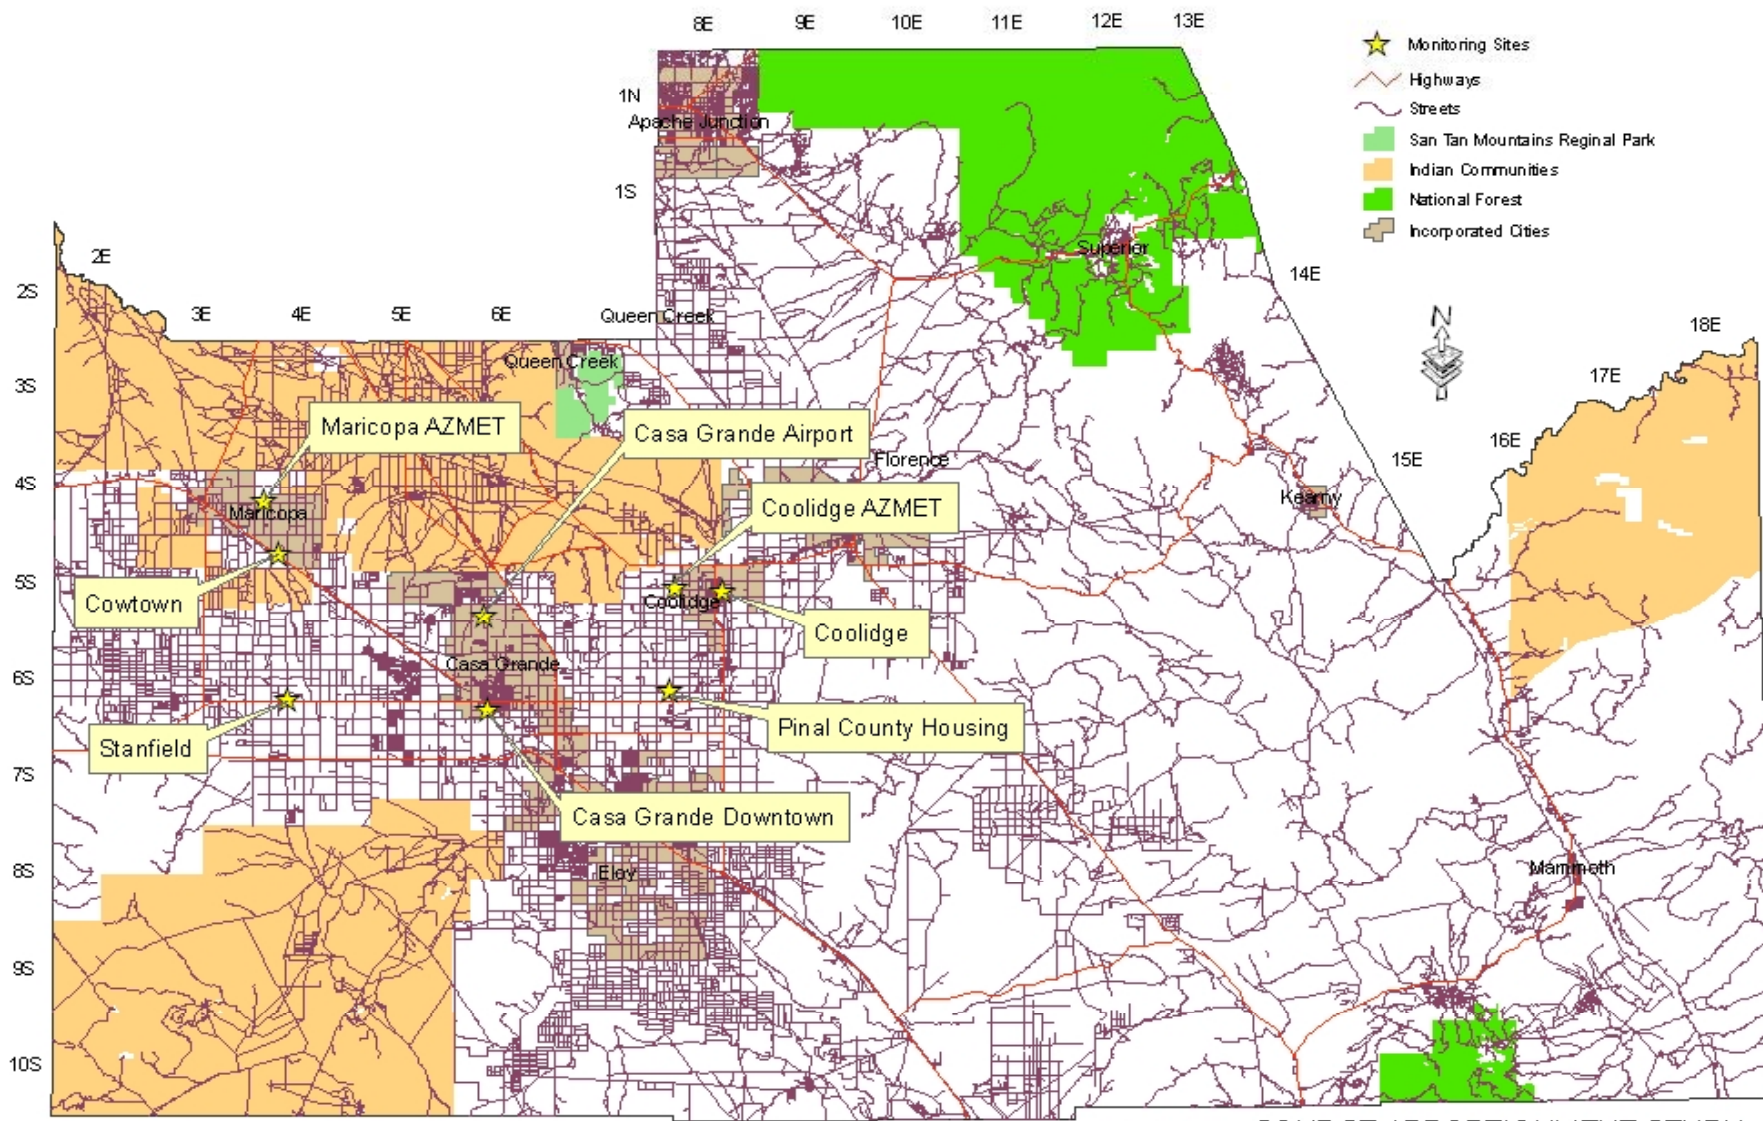 8E
9E
10E
11E
12E
13E
Monitoring Sites
Highways
Streets
San Tan Mountains Reginal Park
Indian Communities
National Forest
Incorporated Cities
1N
Apache Junction
1S
Superior
2E
14E
2S
3E
4E
5E
6E
Queen Creek
N
18E
Queen Creek
3S
17E
Maricopa AZMET
Casa Grande Airport
16E
Florence
15E
4S
Kearny
Maricopa
Coolidge AZMET
5S
Cowtown
Coolidge
Coolidge
Casa Grande
6S
Stanfield
Pinal County Housing
7S
Casa Grande Downtown
8S
Eloy
Mammoth
9S
10S